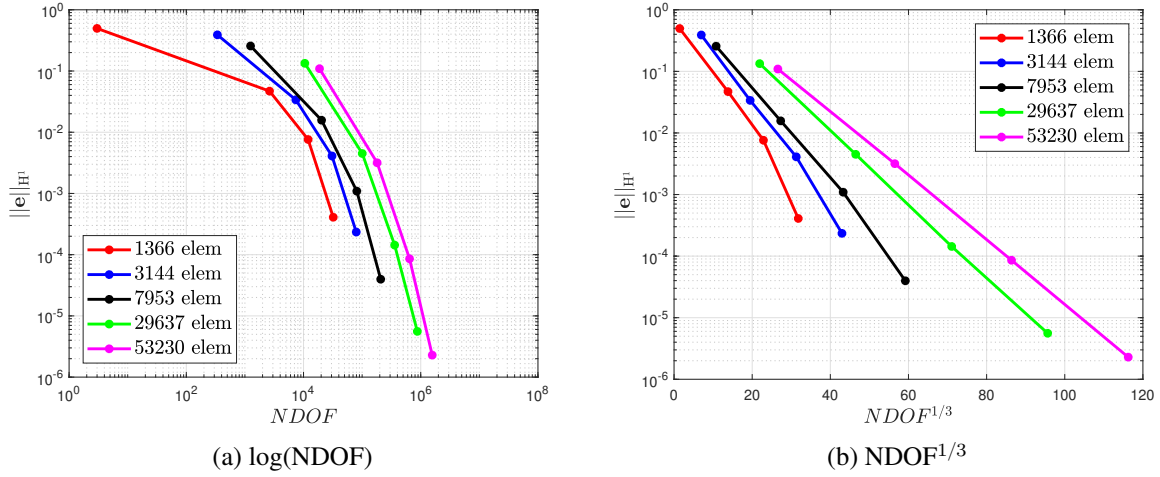 10^0
10^-1
10^-2
10^-3
10^-4
10^-5
10^-6
||e||_{H^1}
1366 elem
3144 elem
7953 elem
29637 elem
53230 elem
10^0 10^2 10^4 10^6 10^8
NDOF
(a) log(NDOF)
10^0
10^-1
10^-2
10^-3
10^-4
10^-5
10^-6
||e||_{H^1}
1366 elem
3144 elem
7953 elem
29637 elem
53230 elem
0 20 40 60 80 100 120
NDOF^{1/3}
(b) NDOF^{1/3}